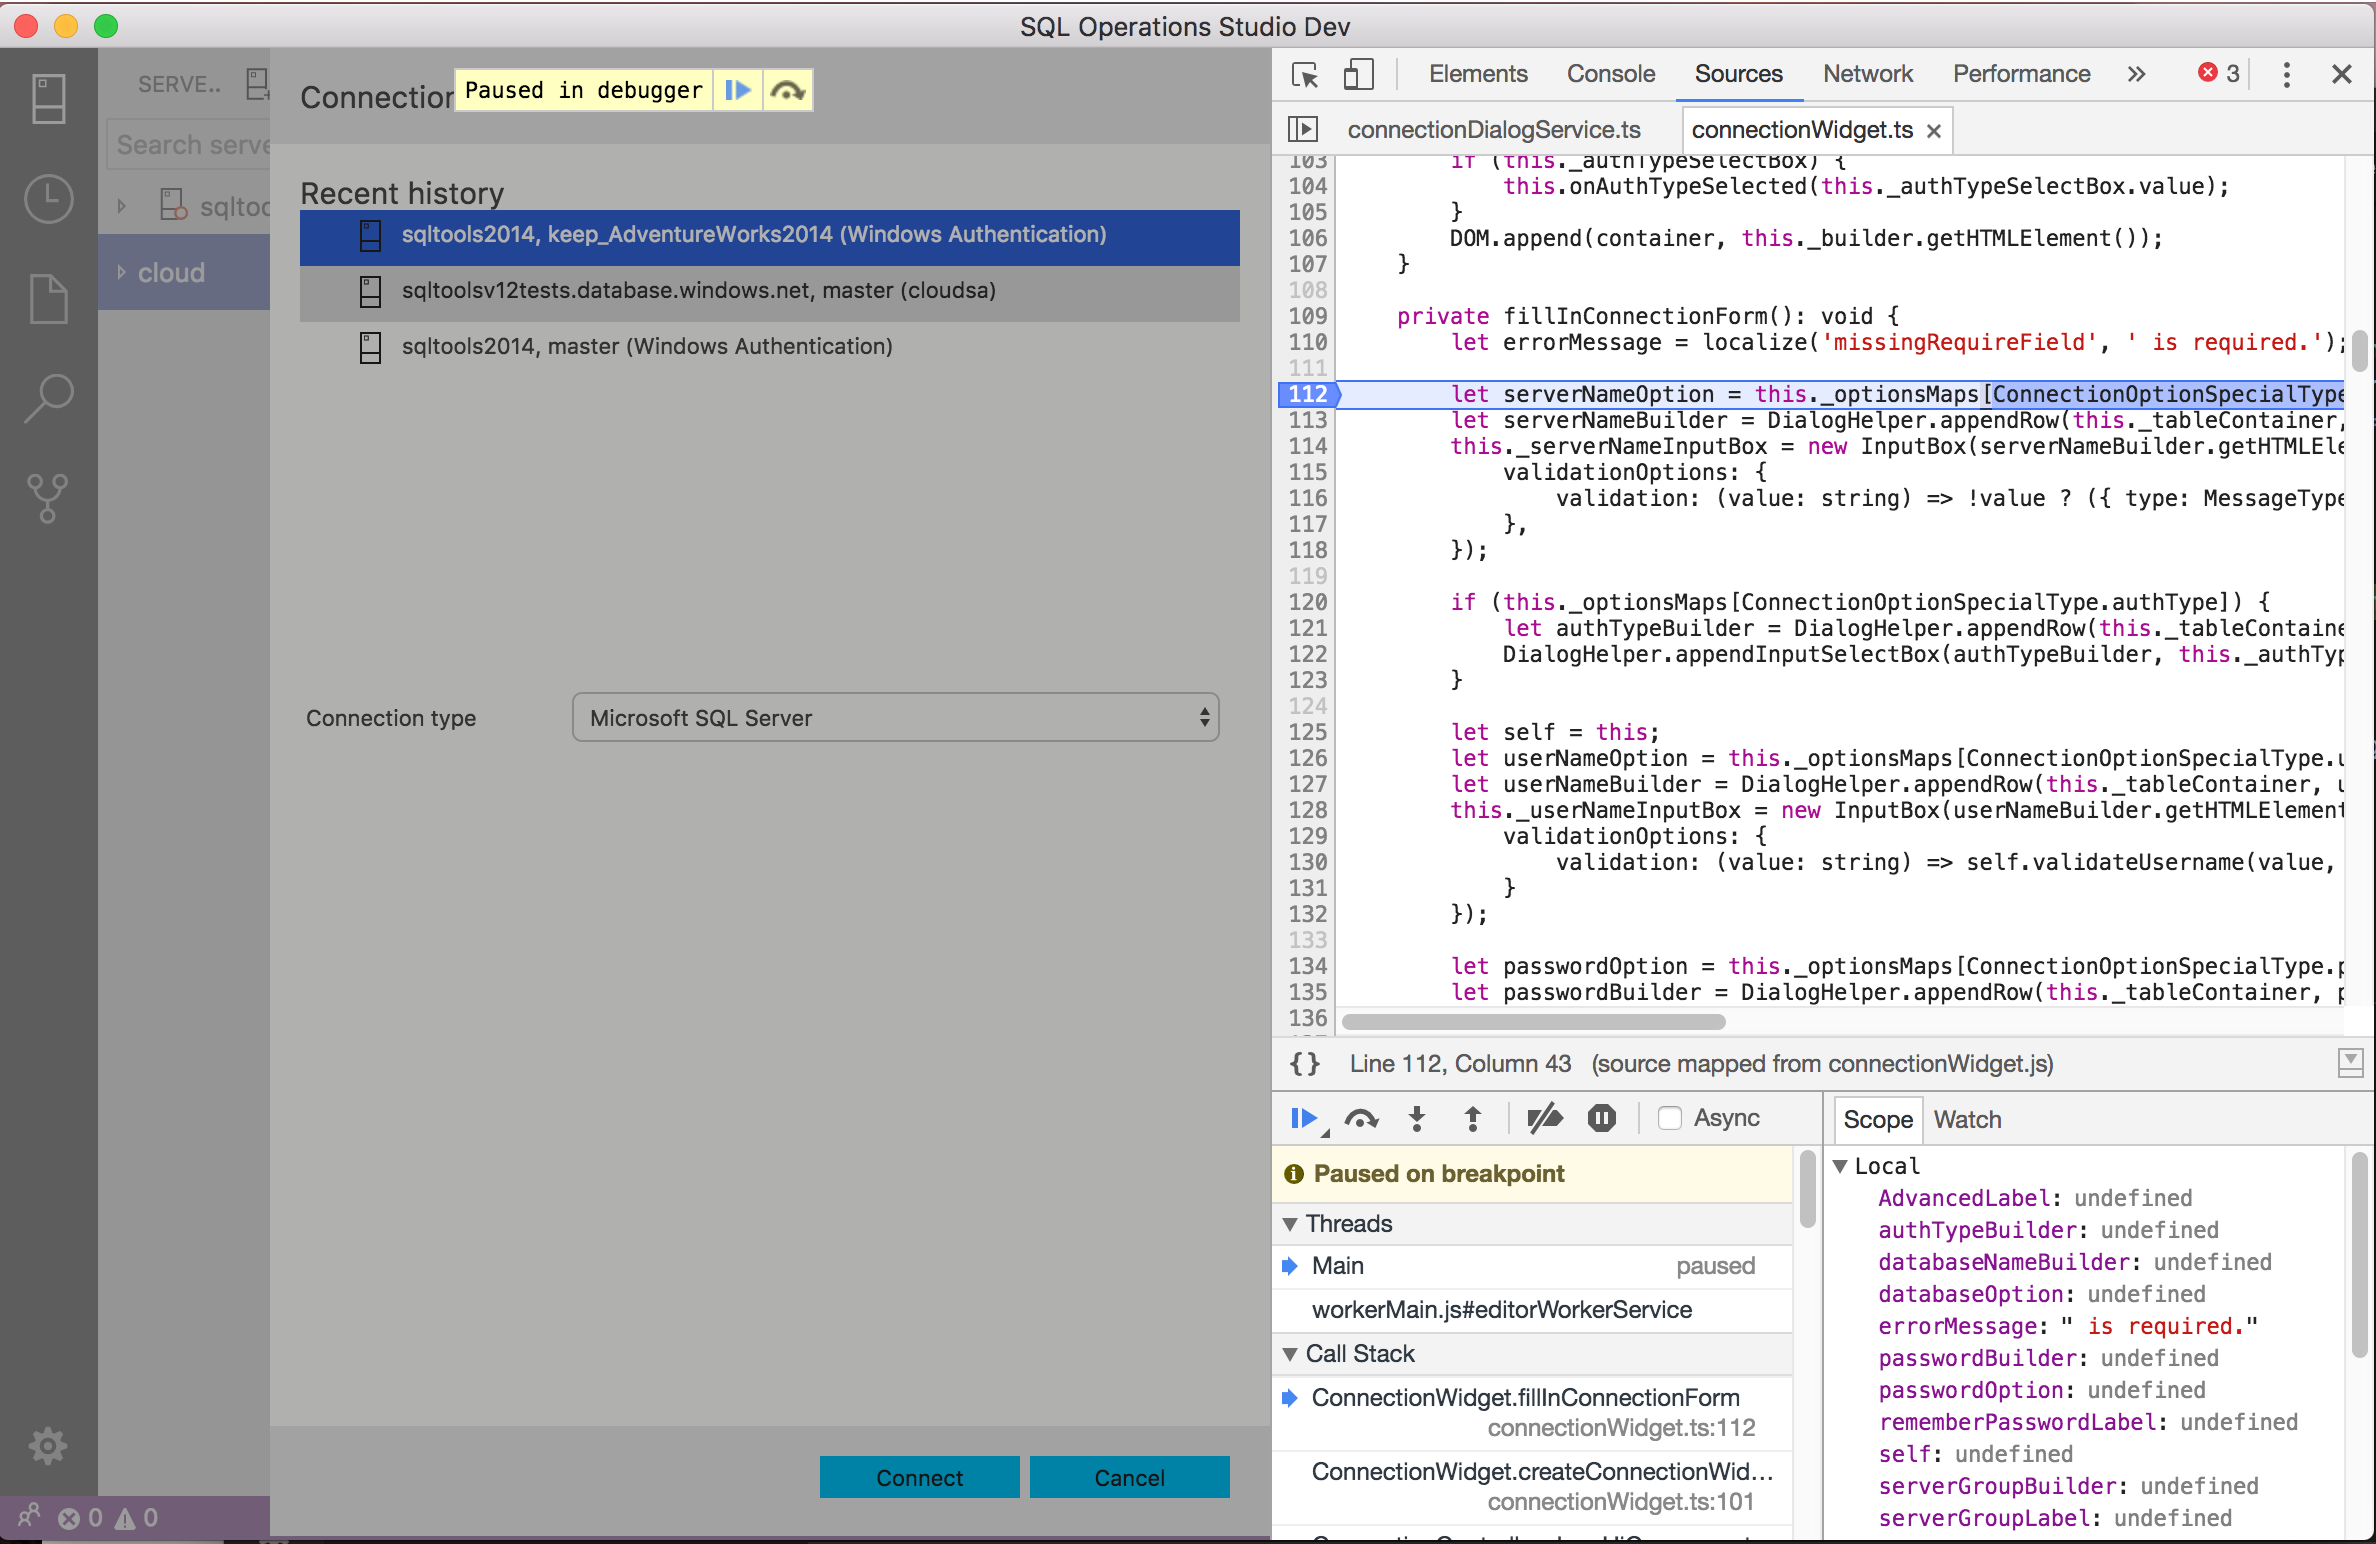 SQL Operations Studio Dev
SERVE..
Search serve
sqltoo
cloud
Connection
Paused in debugger
Recent history
sqltools2014, keep_AdventureWorks2014 (Windows Authentication)
sqltoolsv12tests.database.windows.net, master (cloudsa)
sqltools2014, master (Windows Authentication)
Connection type
Microsoft SQL Server
Connect
Cancel
0
0
Elements Console Sources Network Performance » 3
connectionDialogService.ts
connectionWidget.ts
103 if (this._authTypeSelectBox) {
104 this.onAuthTypeSelected(this._authTypeSelectBox.value);
105 }
106 DOM.append(container, this._builder.getHTMLElement());
107 }
108
109 private fillInConnectionForm(): void {
110 let errorMessage = localize('missingRequireField', ' is required.');
111
112 let serverNameOption = this._optionsMaps[ConnectionOptionSpecialType
113 let serverNameBuilder = DialogHelper.appendRow(this._tableContainer,
114 this._serverNameInputBox = new InputBox(serverNameBuilder.getHTMLEle
115 validationOptions: {
116 validation: (value: string) => !value ? ({ type: MessageType
117 },
118 });
119
120 if (this._optionsMaps[ConnectionOptionSpecialType.authType]) {
121 let authTypeBuilder = DialogHelper.appendRow(this._tableContaine
122 DialogHelper.appendInputSelectBox(authTypeBuilder, this._authTyp
123 }
124
125 let self = this;
126 let userNameOption = this._optionsMaps[ConnectionOptionSpecialType.u
127 let userNameBuilder = DialogHelper.appendRow(this._tableContainer, u
128 this._userNameInputBox = new InputBox(userNameBuilder.getHTMLElement
129 validationOptions: {
130 validation: (value: string) => self.validateUsername(value,
131 }
132 });
133
134 let passwordOption = this._optionsMaps[ConnectionOptionSpecialType.p
135 let passwordBuilder = DialogHelper.appendRow(this._tableContainer, p
136
{} Line 112, Column 43 (source mapped from connectionWidget.js)
Async
Paused on breakpoint
Threads
Main paused
workerMain.js#editorWorkerService
Call Stack
ConnectionWidget.fillInConnectionForm
connectionWidget.ts:112
ConnectionWidget.createConnectionWid...
connectionWidget.ts:101
Scope Watch
Local
AdvancedLabel: undefined
authTypeBuilder: undefined
databaseNameBuilder: undefined
databaseOption: undefined
errorMessage: " is required."
passwordBuilder: undefined
passwordOption: undefined
rememberPasswordLabel: undefined
self: undefined
serverGroupBuilder: undefined
serverGroupLabel: undefined